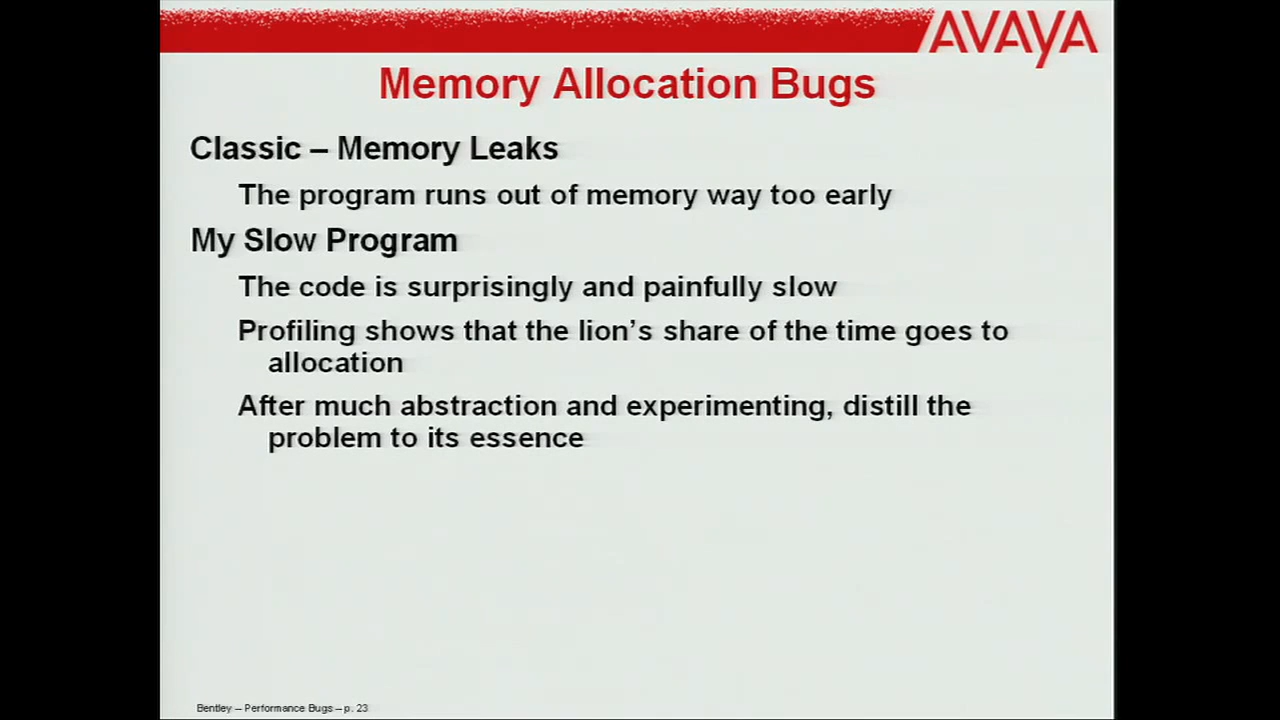 AVAYA
Memory Allocation Bugs
Classic – Memory Leaks
The program runs out of memory way too early
My Slow Program
The code is surprisingly and painfully slow
Profiling shows that the lion’s share of the time goes to
allocation
After much abstraction and experimenting, distill the
problem to its essence
Bentley – Performance Bugs – p. 23